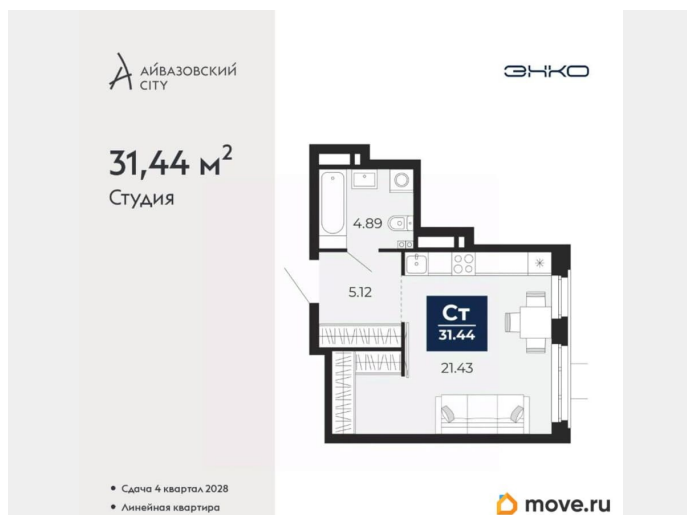 АЙВАЗОВСКИЙ
CITY
ЭНКО
31,44 м²
Студия
4.89
5.12
Ст
31.44
21.43
• Сдача 4 квартал 2028
• Линейная квартира
move.ru